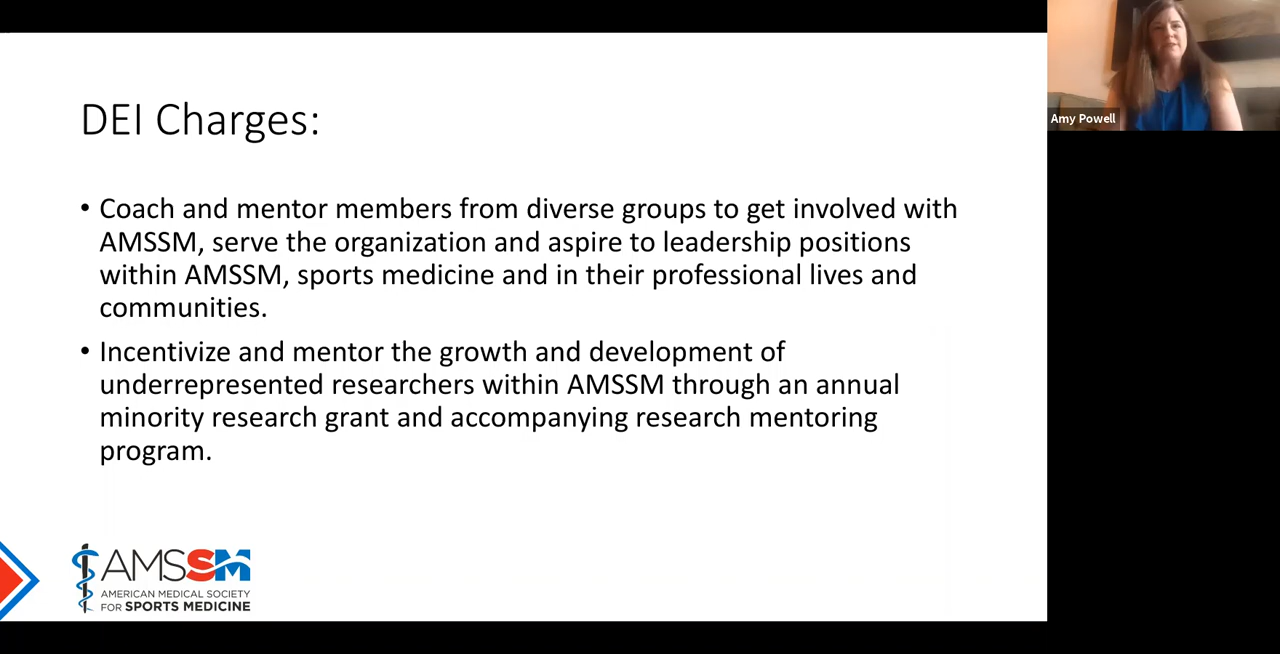 DEI Charges:
• Coach and mentor members from diverse groups to get involved with
AMSSM, serve the organization and aspire to leadership positions
within AMSSM, sports medicine and in their professional lives and
communities.
• Incentivize and mentor the growth and development of
underrepresented researchers within AMSSM through an annual
minority research grant and accompanying research mentoring
program.
AMSSM
AMERICAN MEDICAL SOCIETY
FOR SPORTS MEDICINE
Amy Powell